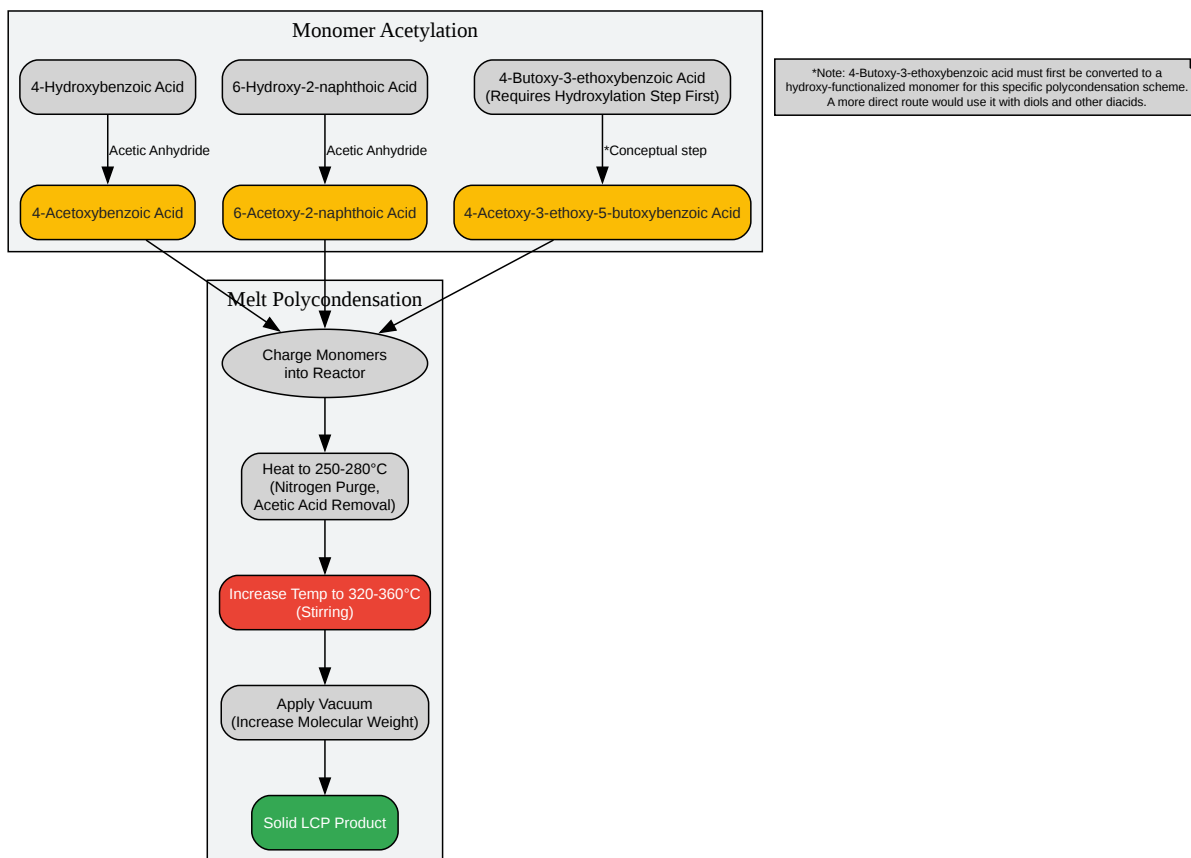 Monomer Acetylation
4-Hydroxybenzoic Acid
6-Hydroxy-2-naphthoic Acid
4-Butoxy-3-ethoxybenzoic Acid
(Requires Hydroxylation Step First)
*Note: 4-Butoxy-3-ethoxybenzoic acid must first be converted to a
hydroxy-functionalized monomer for this specific polycondensation scheme.
A more direct route would use it with diols and other diacids.
Acetic Anhydride
Acetic Anhydride
*Conceptual step
4-Acetoxybenzoic Acid
6-Acetoxy-2-naphthoic Acid
4-Acetoxy-3-ethoxy-5-butoxybenzoic Acid
Melt Polycondensation
Charge Monomers
into Reactor
Heat to 250-280°C
(Nitrogen Purge,
Acetic Acid Removal)
Increase Temp to 320-360°C
(Stirring)
Apply Vacuum
(Increase Molecular Weight)
Solid LCP Product